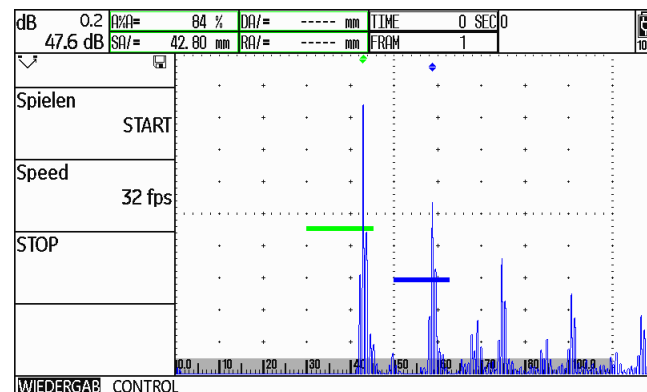 dB 0.2 A%A= 84 % DA/= ----- mm TIME 0 SEC 0
47.6 dB SA/= 42.80 mm RA/= ----- mm FRAM 1
Spielen
START
Speed
32 fps
STOP
0.0 10 20 30 40 50 60 70 80 100.0
WIEDERGAB CONTROL